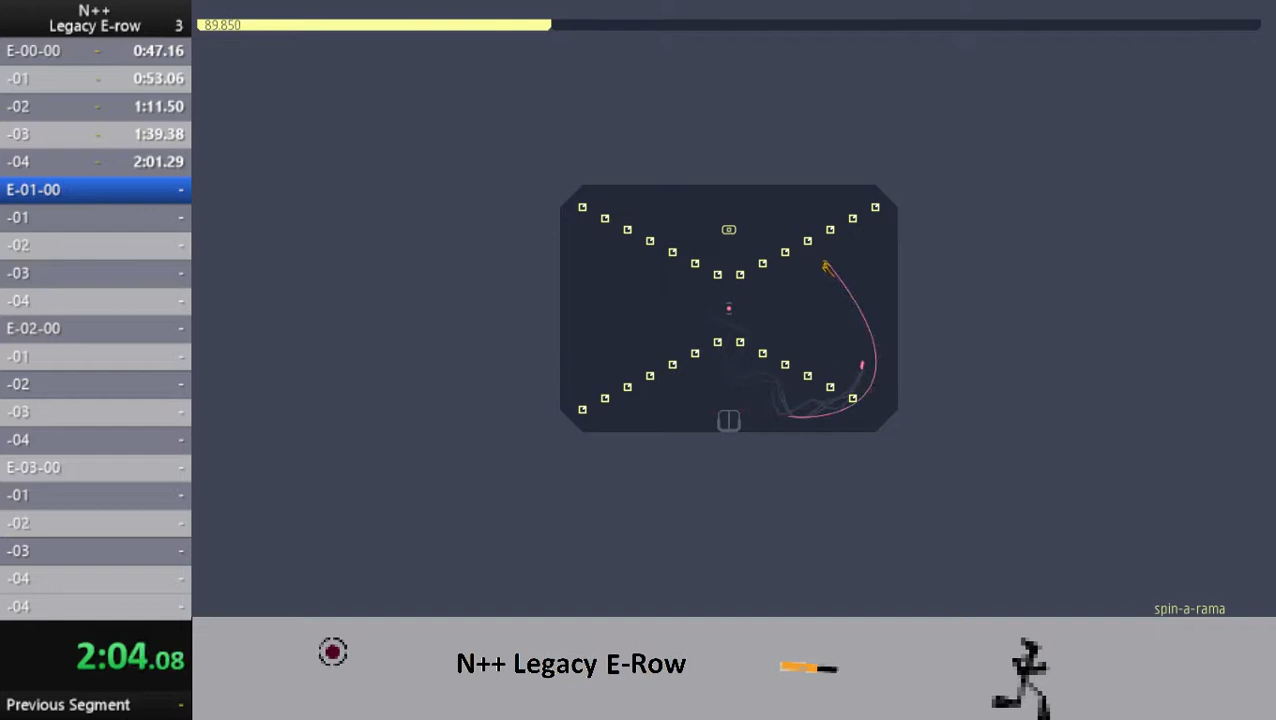 N++
Legacy E-row 3
89.850
E-00-00 - 0:47.16
-01 - 0:53.06
-02 - 1:11.50
-03 - 1:39.38
-04 - 2:01.29
E-01-00 -
-01 -
-02 -
-03 -
-04 -
E-02-00 -
-01 -
-02 -
-03 -
-04 -
E-03-00 -
-01 -
-02 -
-03 -
-04 -
-04 -
spin-a-rama
2:04.08
N++ Legacy E-Row
Previous Segment -